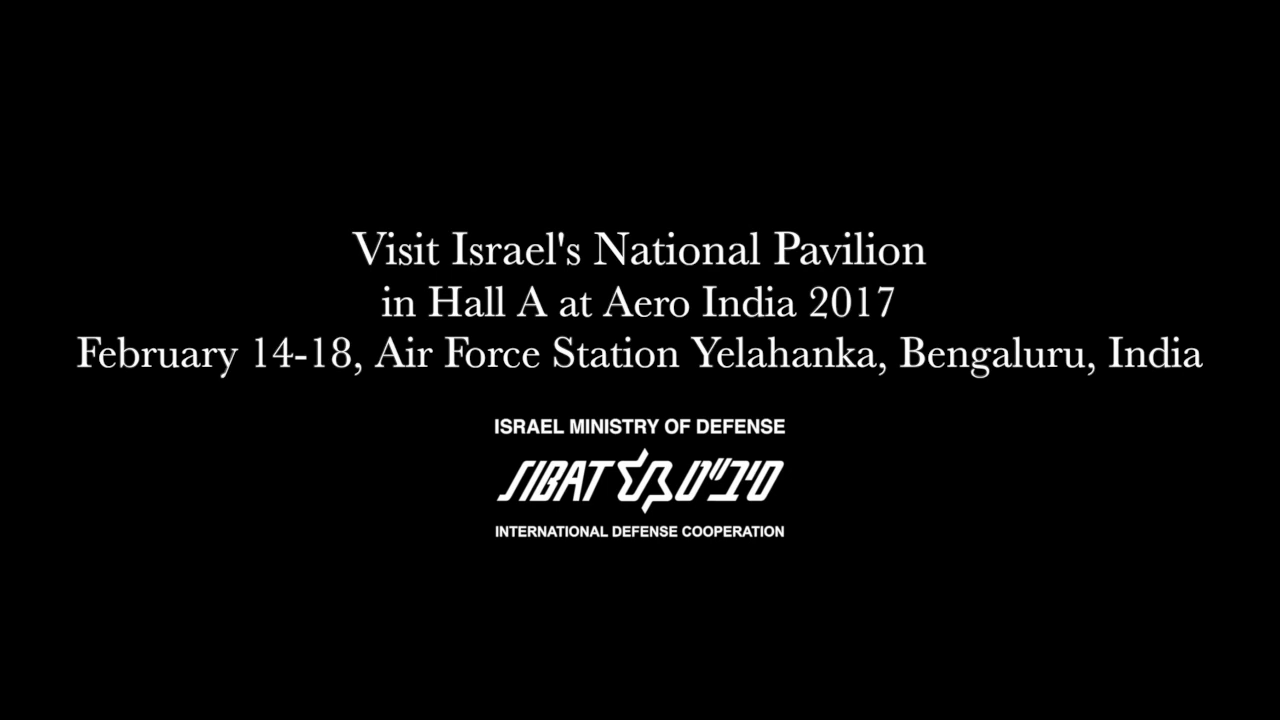 Visit Israel's National Pavilion
in Hall A at Aero India 2017
February 14-18, Air Force Station Yelahanka, Bengaluru, India
ISRAEL MINISTRY OF DEFENSE
SIBAT סיב״ט
INTERNATIONAL DEFENSE COOPERATION